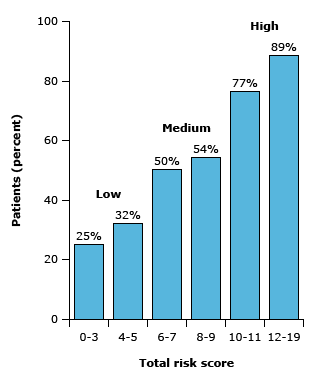 High
100
89%
80
77%
Medium
Patients (percent)
60
54%
50%
40
Low
32%
25%
20
0
0-3 4-5 6-7 8-9 10-11 12-19
Total risk score